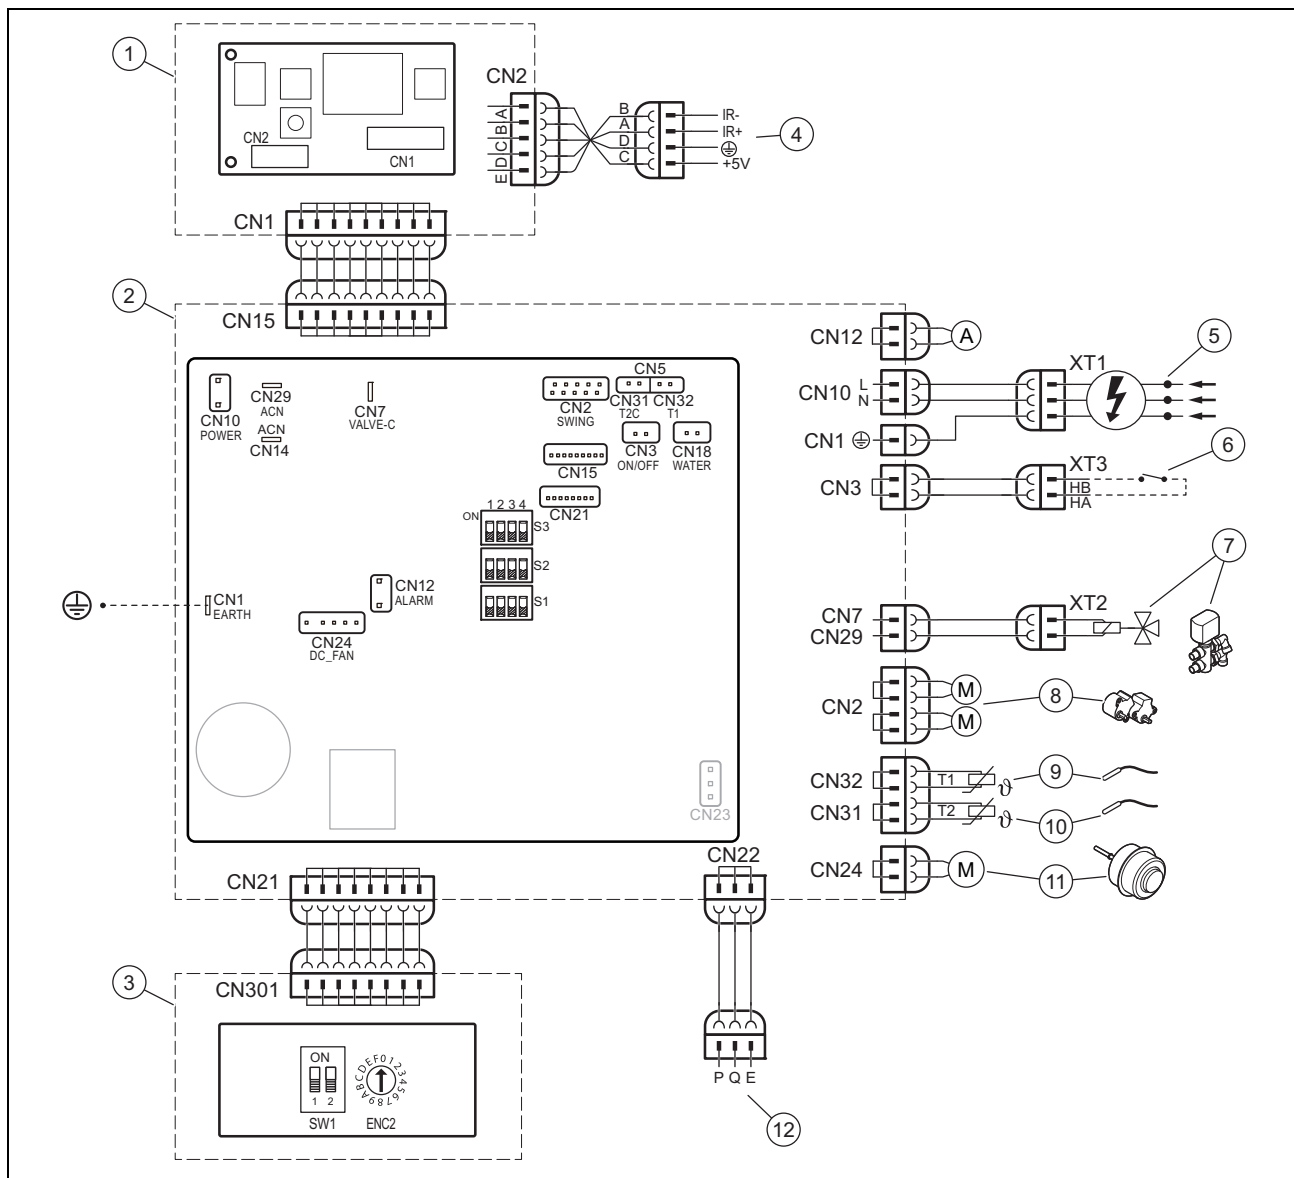 1
CN2
CN2
CN1
A
B
C
D
E
B
A
D
C
IR-
IR+
+5V
4
CN1
2
CN15
CN12
A
CN10
L
N
XT1
5
CN1
CN3
XT3
HB
HA
6
CN10
POWER
CN29
ACN
ACN
CN14
CN7
VALVE-C
CN2
SWING
CN5
CN31
T2C
CN32
T1
CN3
ON/OFF
CN18
WATER
CN15
CN21
1 2 3 4
ON
S3
S2
S1
CN1
EARTH
CN12
ALARM
CN24
DC_FAN
CN23
CN7
CN29
XT2
7
CN2
M
M
8
CN32
T1
ϑ
9
CN31
T2
ϑ
10
CN24
M
11
CN21
CN22
3
CN301
ON
1 2
SW1
0123456789ABCDEF
ENC2
P Q E
12